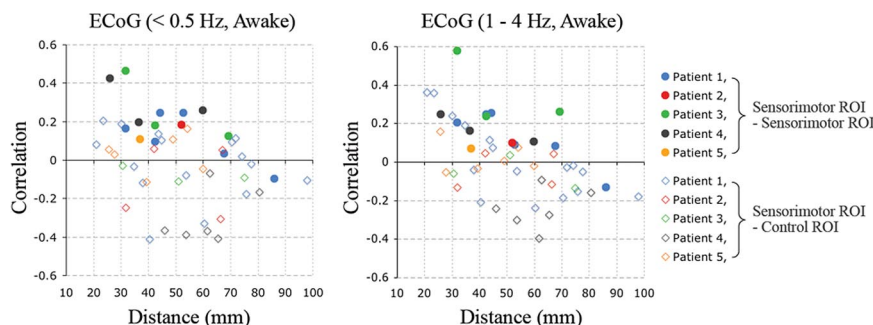 ECoG (< 0.5 Hz, Awake)
0.6
0.4
0.2
0
-0.2
-0.4
-0.6
Correlation
10 20 30 40 50 60 70 80 90 100
Distance (mm)
ECoG (1 - 4 Hz, Awake)
0.6
0.4
0.2
0
-0.2
-0.4
-0.6
Correlation
10 20 30 40 50 60 70 80 90 100
Distance (mm)
Patient 1,
Patient 2,
Patient 3,
Patient 4,
Patient 5,
Sensorimotor ROI
- Sensorimotor ROI
Patient 1,
Patient 2,
Patient 3,
Patient 4,
Patient 5,
Sensorimotor ROI
- Control ROI